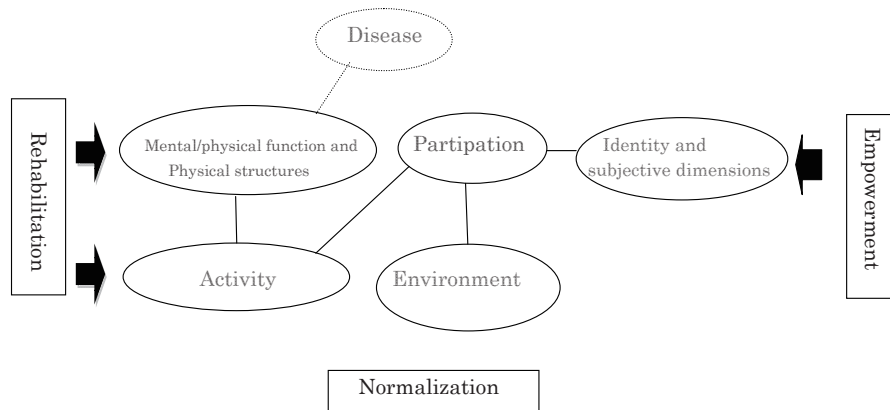 Disease
Rehabilitation
Mental/physical function and
Physical structures
Partipation
Identity and
subjective dimensions
Empowerment
Activity
Environment
Normalization